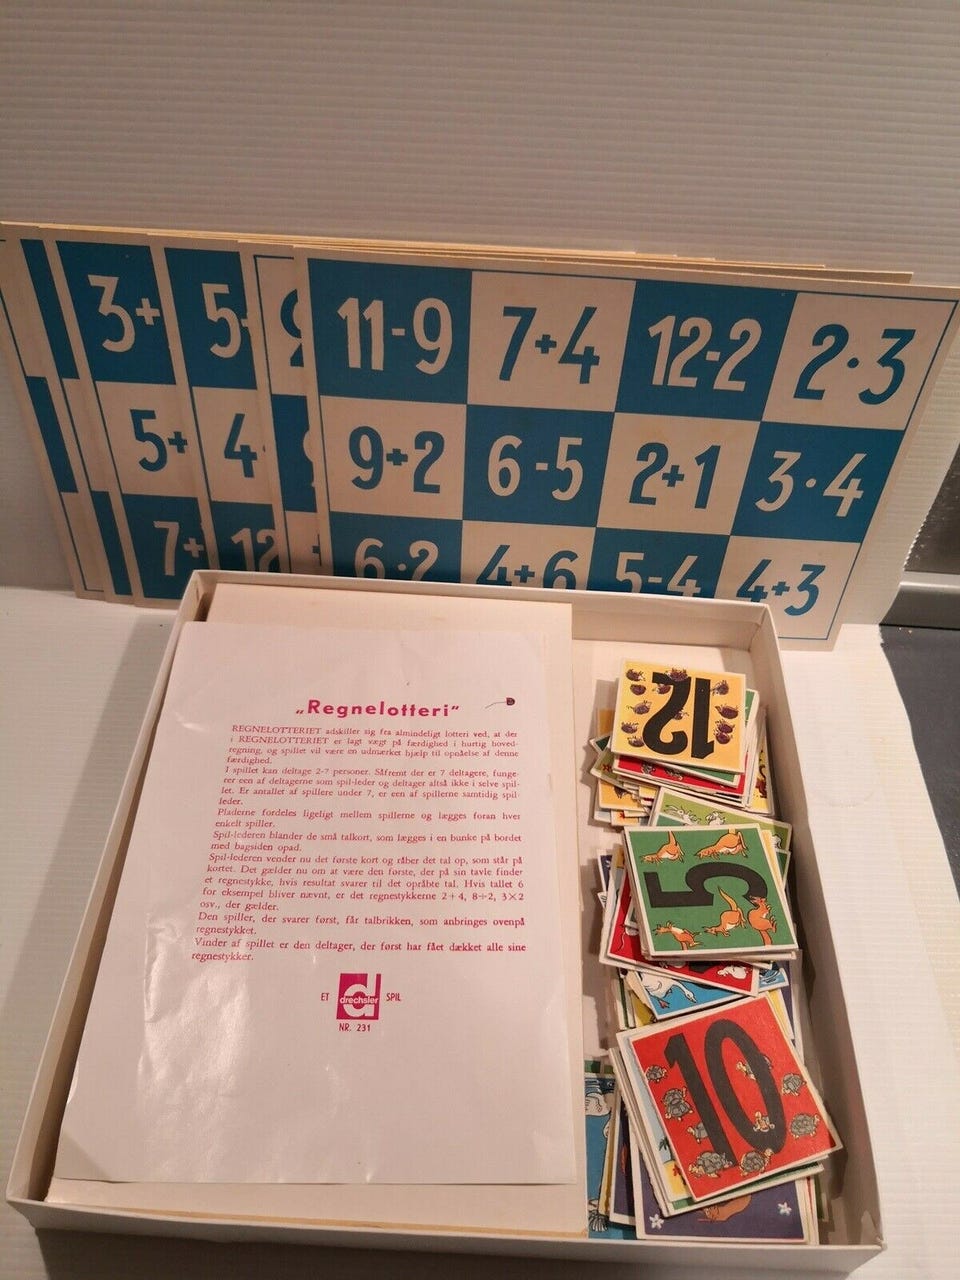 11-9 7+4 12-2 2·3
9+2 6-5 2+1 3·4
6·2 4+6 5-4 4+3
3+
5+
7+
5-
4
12
„Regnelotteri”
REGNELOTTERIET adskiller sig fra almindeligt lotteri ved, at der
i REGNELOTTERIET er lagt vægt på færdighed i hurtig hoved-
regning, og spillet vil være en udmærket hjælp til opnåelse af denne
færdighed.
I spillet kan deltage 2-7 personer. Såfremt der er 7 deltagere, funge-
rer een af deltagerne som spil-leder og deltager altså ikke i selve spil-
let. Er antallet af spillere under 7, er een af spillerne samtidig spil-
leder.
Pladerne fordeles ligeligt mellem spillerne og lægges foran hver
enkelt spiller.
Spil-lederen blander de små talkort, som lægges i en bunke på bordet
med bagsiden opad.
Spil-lederen vender nu det første kort og råber det tal op, som står på
kortet. Det gælder nu om at være den første, der på sin tavle finder
et regnestykke, hvis resultat svarer til det opråbte tal. Hvis tallet 6
for eksempel bliver nævnt, er det regnestykkerne 2+4, 8÷2, 3×2
osv., der gælder.
Den spiller, der svarer først, får talbrikken, som anbringes ovenpå
regnestykket.
Vinder af spillet er den deltager, der først har fået dækket alle sine
regnestykker.
ET drechsler SPIL
NR. 231
12
5
10